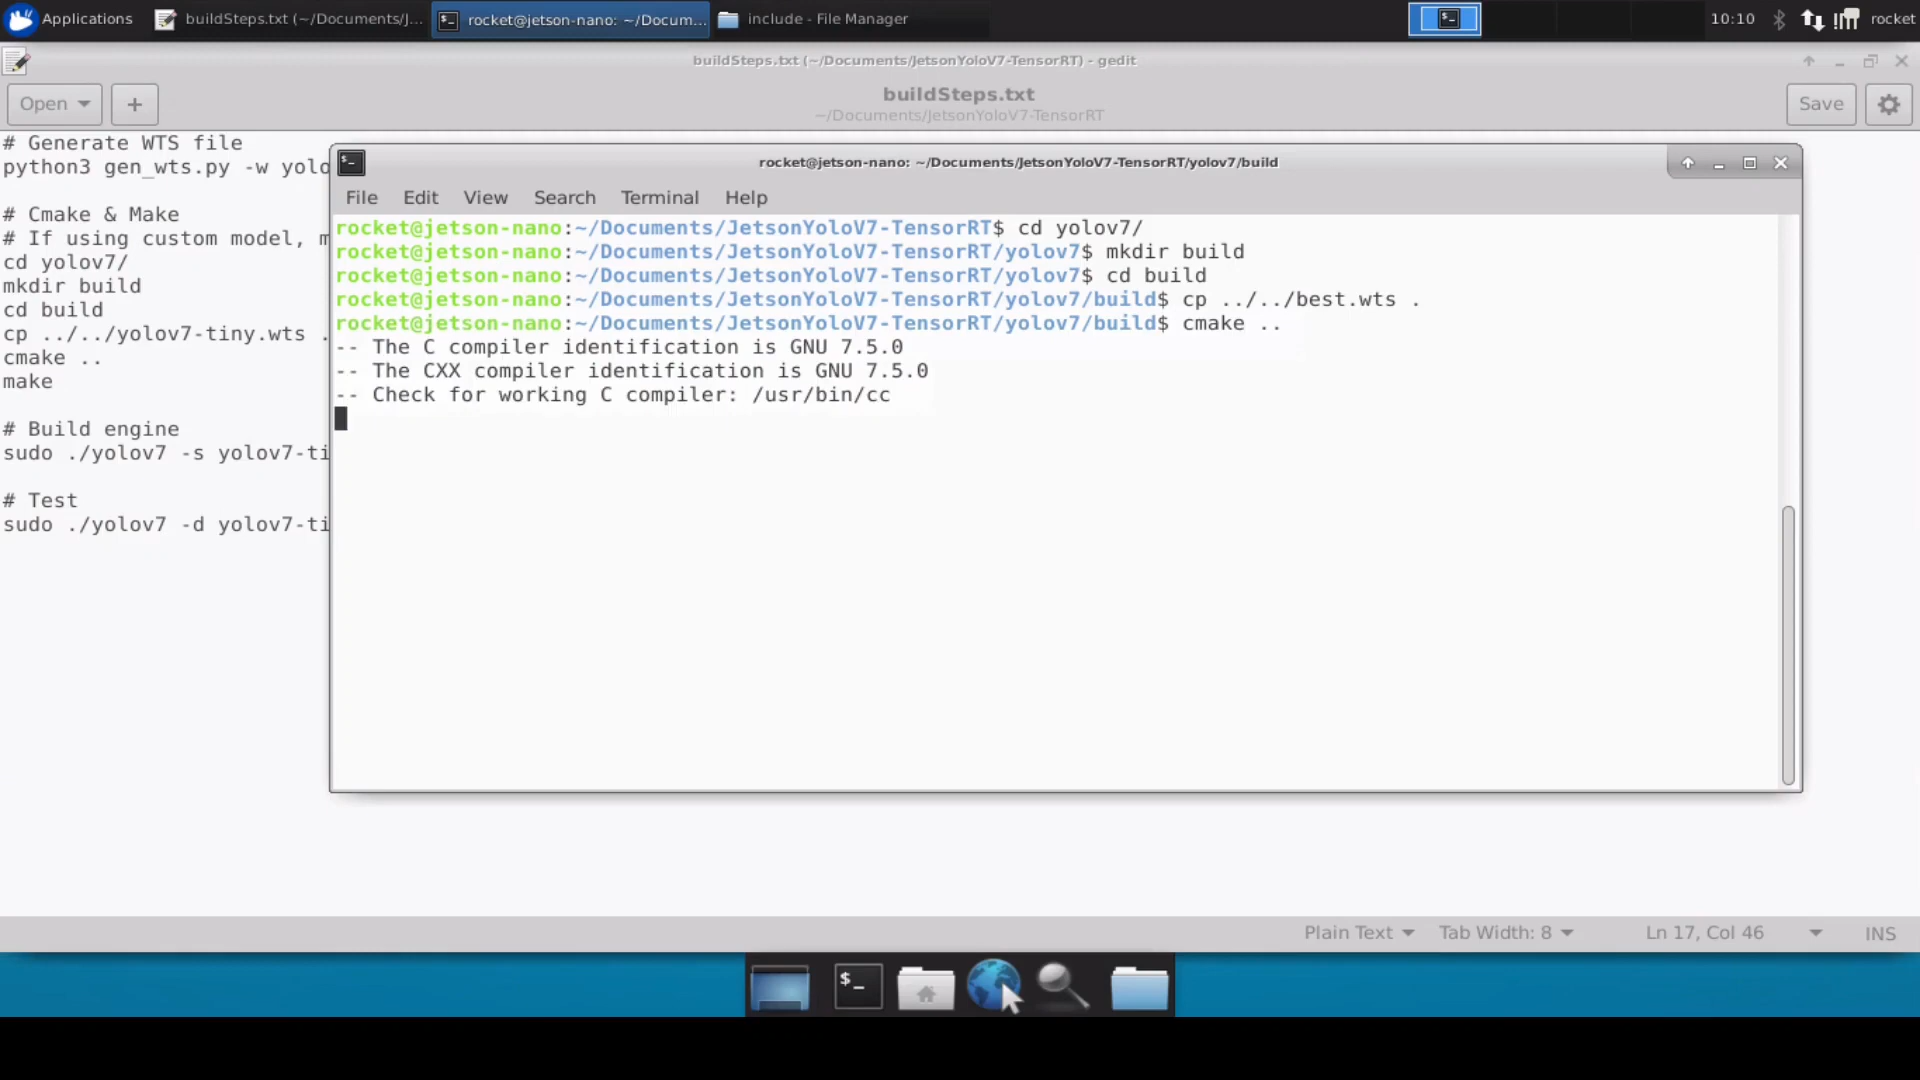 Applications
buildSteps.txt (~/Documents/J...
rocket@jetson-nano: ~/Docum...
include - File Manager
10:10
rocket
buildSteps.txt (~/Documents/JetsonYoloV7-TensorRT) - gedit
Open
buildSteps.txt
~/Documents/JetsonYoloV7-TensorRT
Save
# Generate WTS file
python3 gen_wts.py -w yolo
# Cmake & Make
# If using custom model, m
cd yolov7/
mkdir build
cd build
cp ../../yolov7-tiny.wts .
cmake ..
make
# Build engine
sudo ./yolov7 -s yolov7-ti
# Test
sudo ./yolov7 -d yolov7-ti
rocket@jetson-nano: ~/Documents/JetsonYoloV7-TensorRT/yolov7/build
File Edit View Search Terminal Help
rocket@jetson-nano:~/Documents/JetsonYoloV7-TensorRT$ cd yolov7/
rocket@jetson-nano:~/Documents/JetsonYoloV7-TensorRT/yolov7$ mkdir build
rocket@jetson-nano:~/Documents/JetsonYoloV7-TensorRT/yolov7$ cd build
rocket@jetson-nano:~/Documents/JetsonYoloV7-TensorRT/yolov7/build$ cp ../../best.wts .
rocket@jetson-nano:~/Documents/JetsonYoloV7-TensorRT/yolov7/build$ cmake ..
-- The C compiler identification is GNU 7.5.0
-- The CXX compiler identification is GNU 7.5.0
-- Check for working C compiler: /usr/bin/cc
Plain Text
Tab Width: 8
Ln 17, Col 46
INS
$_